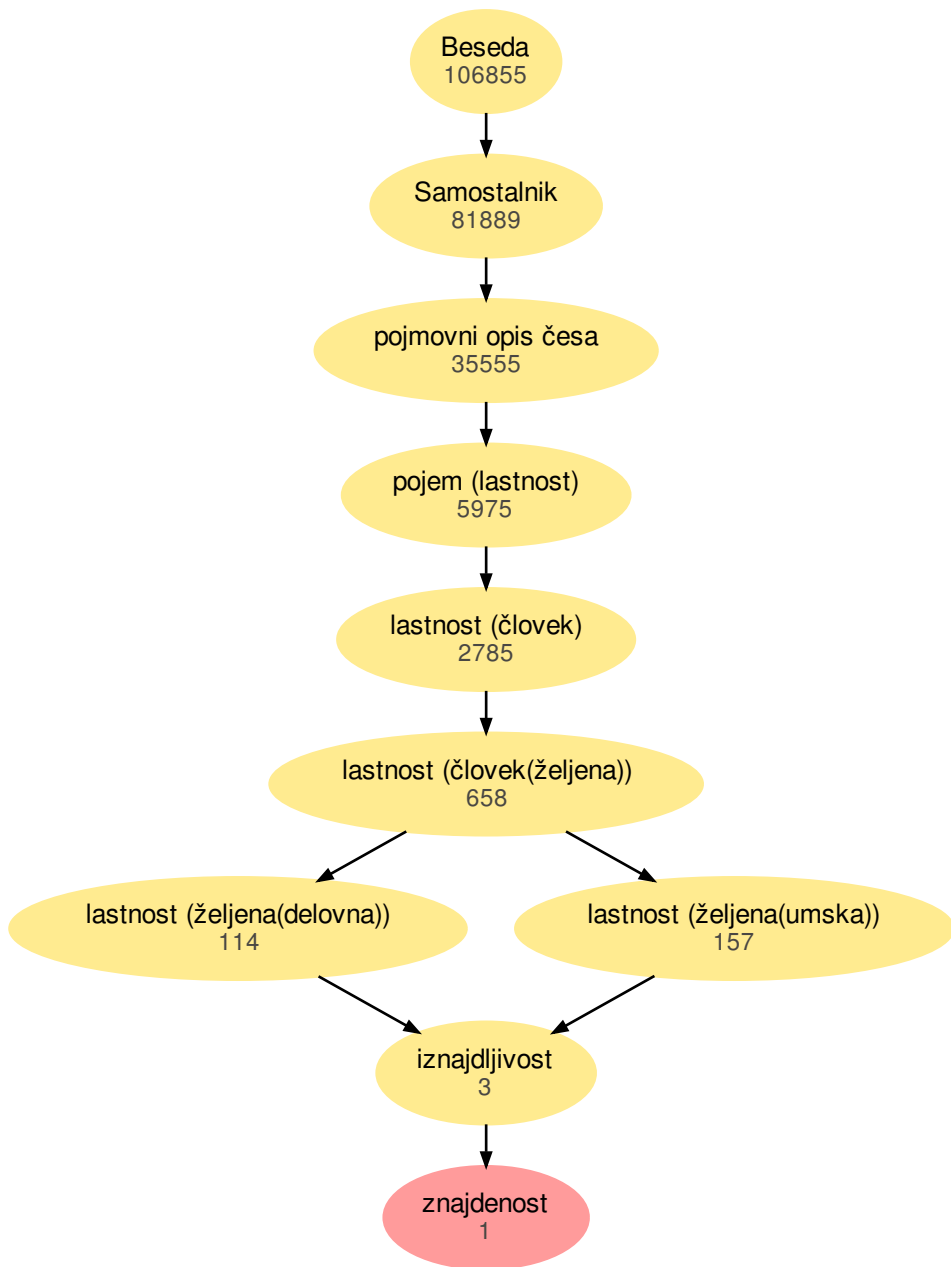 Beseda
106855
Samostalnik
81889
pojmovni opis česa
35555
pojem (lastnost)
5975
lastnost (človek)
2785
lastnost (človek(željena))
658
lastnost (željena(delovna))
114
lastnost (željena(umska))
157
iznajdljivost
3
znajdenost
1